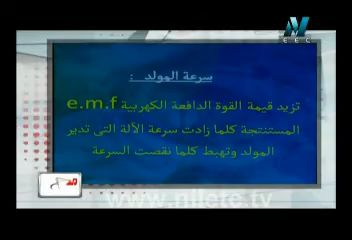 سرعة المولد :
تزيد قيمة القوة الدافعة الكهربية e.m.f
المستنتجة كلما زادت سرعة الألة التى تدير
المولد وتهبط كلما نقصت السرعة
www.nilete.tv